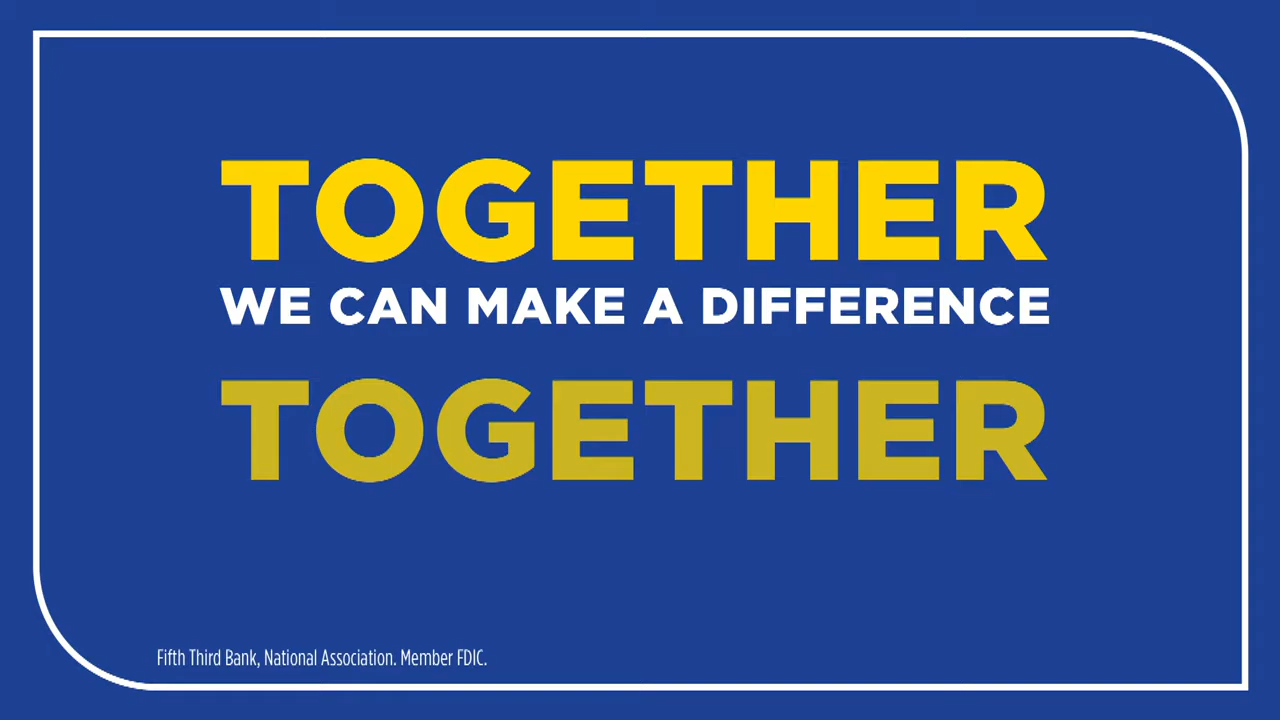 TOGETHER
WE CAN MAKE A DIFFERENCE
TOGETHER
Fifth Third Bank, National Association. Member FDIC.